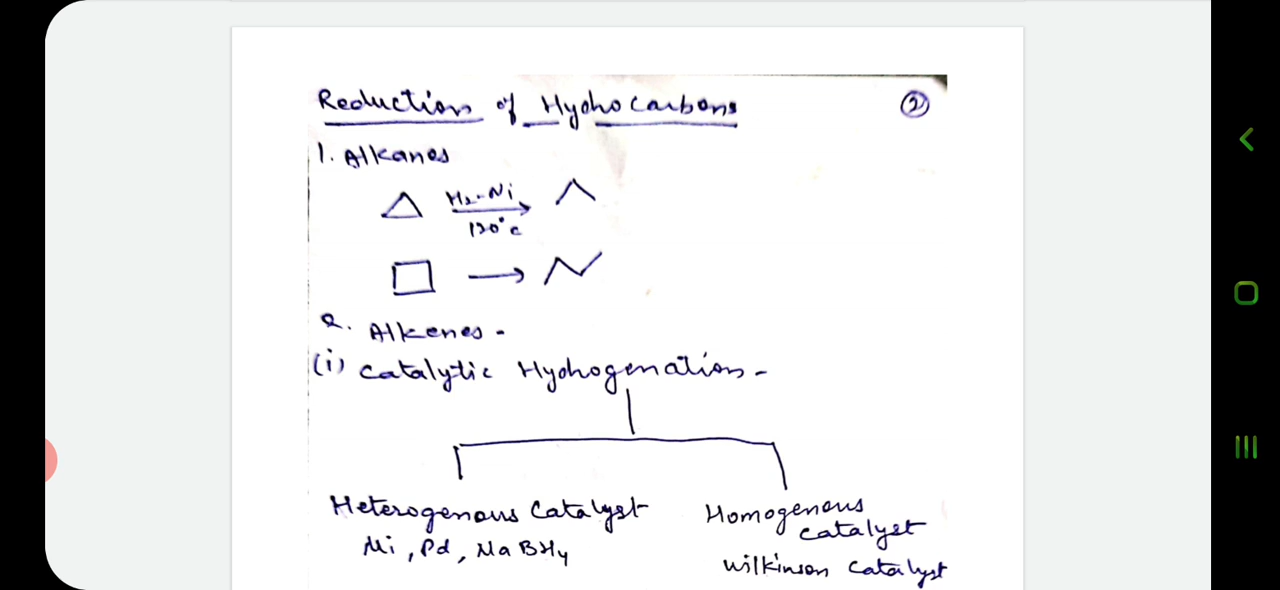 Reduction of Hydrocarbons
2
1. Alkanes
H2-Ni
120°C
2. Alkenes -
(i) Catalytic Hydrogenation -
Heterogenous Catalyst
Ni, Pd, NaBH4
Homogenous
Catalyst
Wilkinson Catalyst